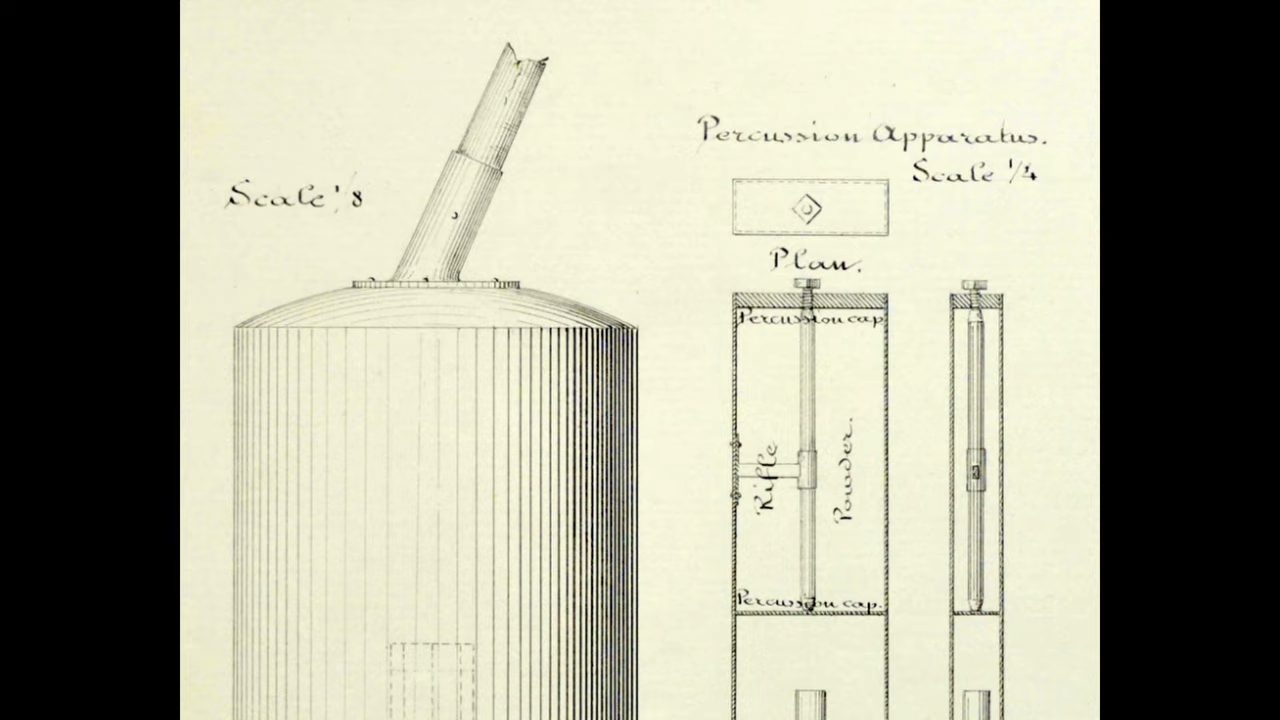 Scale 1/8
Percussion Apparatus.
Scale 1/4
Plan.
Percussion cap
Rifle
Powder.
Percussion cap.